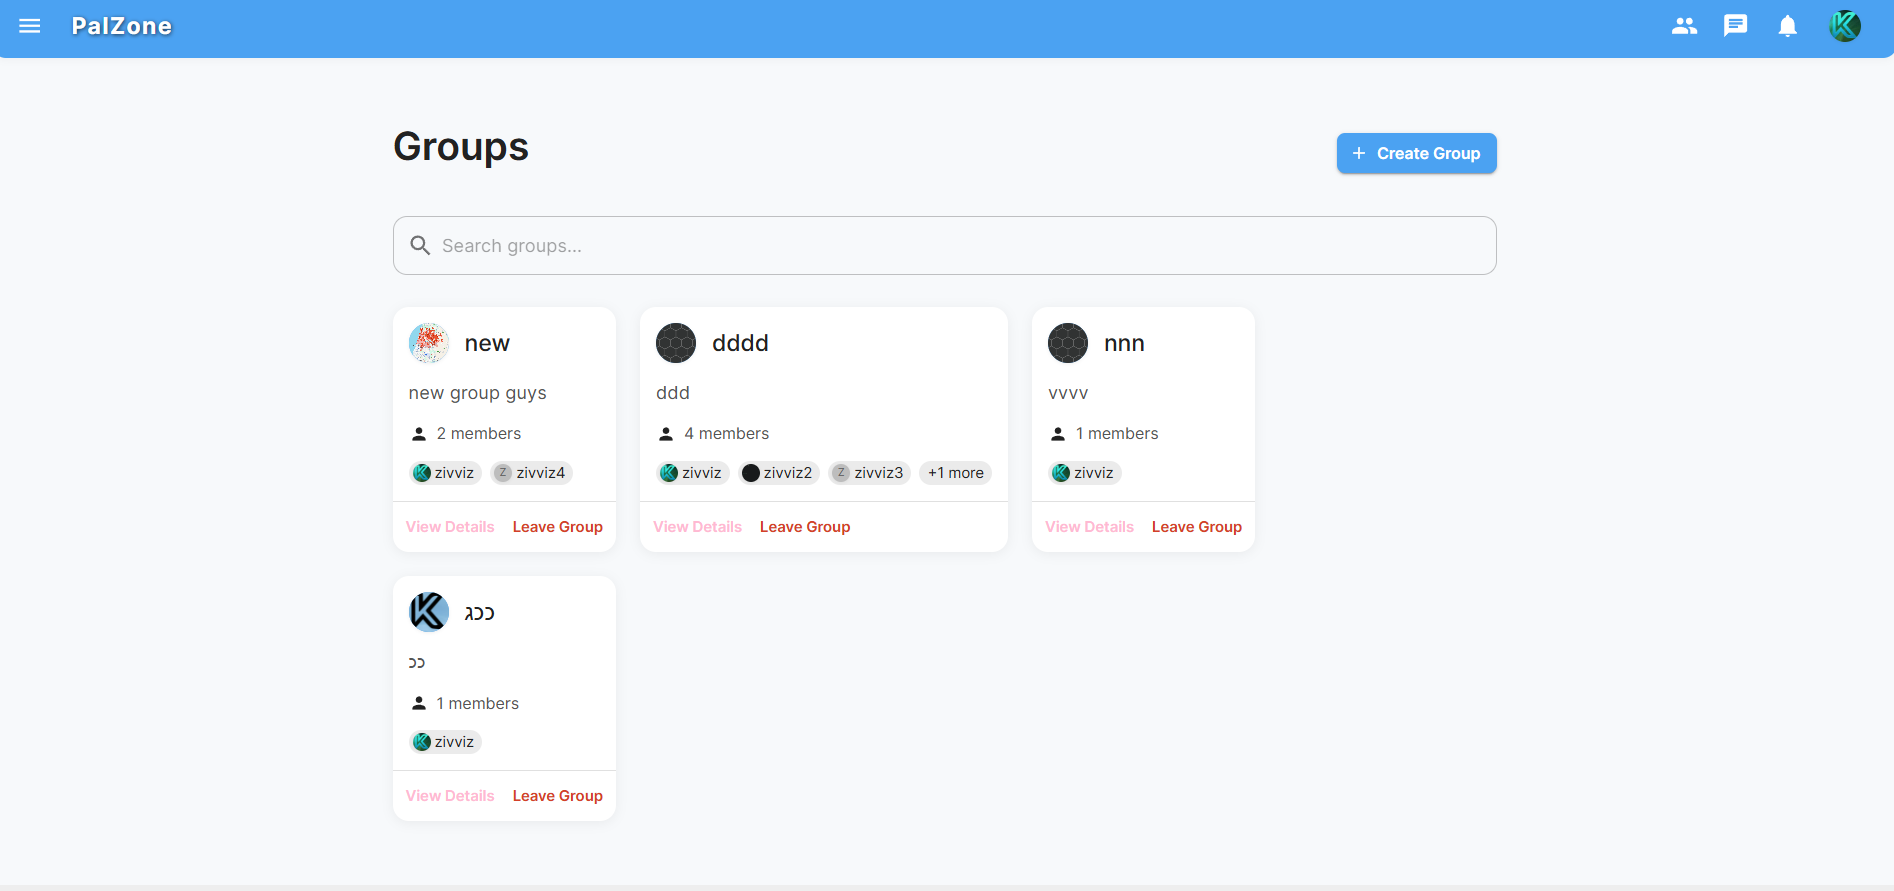 PalZone
Groups
+ Create Group
Search groups...
new
new group guys
2 members
zivviz Z zivviz4
View Details Leave Group
dddd
ddd
4 members
zivviz zivviz2 Z zivviz3 +1 more
View Details Leave Group
nnn
vvvv
1 members
zivviz
View Details Leave Group
ככג
ככ
1 members
zivviz
View Details Leave Group